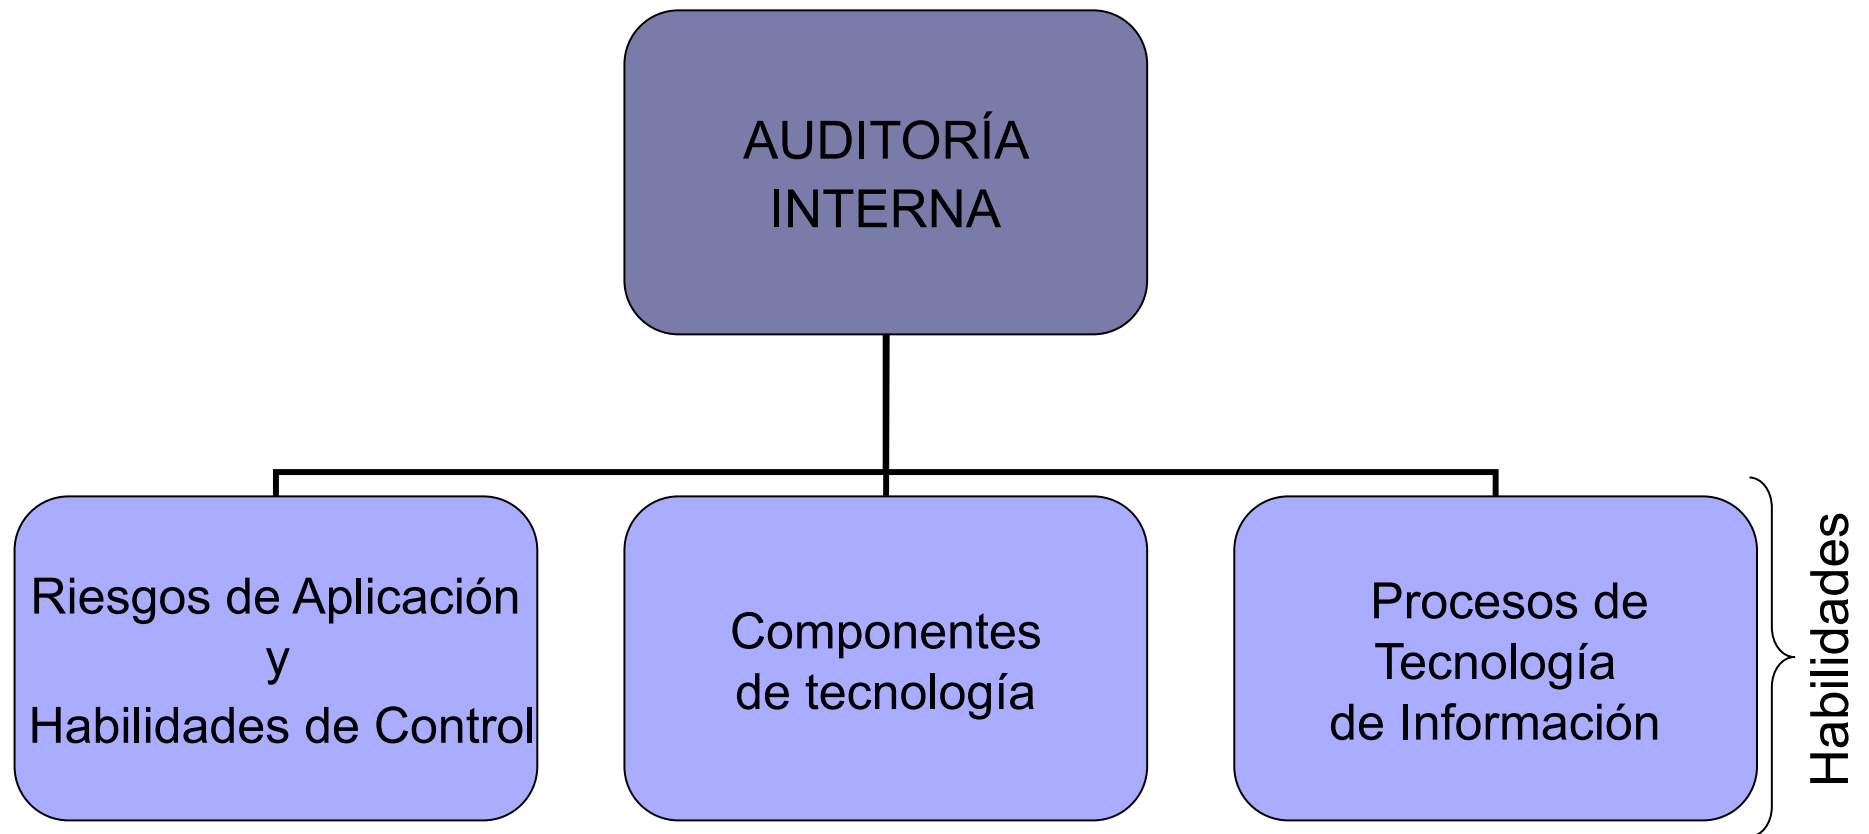 AUDITORÍA
INTERNA
Riesgos de Aplicación
y
Habilidades de Control
Componentes
de tecnología
Procesos de
Tecnología
de Información
Habilidades